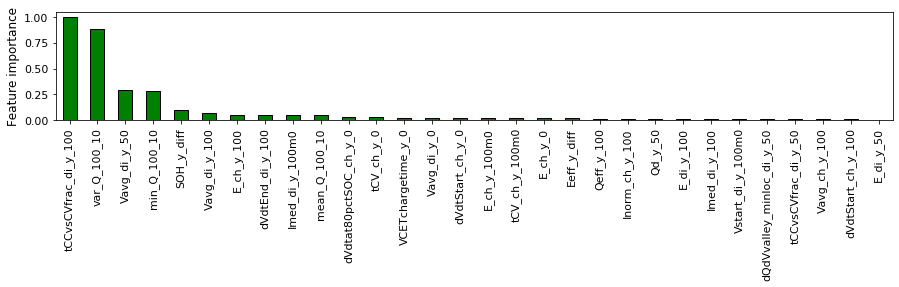 Feature importance
1.00
0.75
0.50
0.25
0.00
tCCvsCVfrac_di_y_100
var_Q_100_10
Vavg_di_y_50
min_Q_100_10
SOH_y_diff
Vavg_di_y_100
E_ch_y_100
dVdtEnd_di_y_100
Imed_di_y_100m0
mean_Q_100_10
dVdtat80pctSOC_ch_y_0
tCV_ch_y_0
VCETchargetime_y_0
Vavg_di_y_0
dVdtStart_ch_y_0
E_ch_y_100m0
tCV_ch_y_100m0
E_ch_y_0
Eeff_y_diff
Qeff_y_100
Inorm_ch_y_100
Qd_y_50
E_di_y_100
Imed_di_y_100
Vstart_di_y_100m0
dQdVvalley_minloc_di_y_50
tCCvsCVfrac_di_y_50
Vavg_ch_y_100
dVdtStart_ch_y_100
E_di_y_50